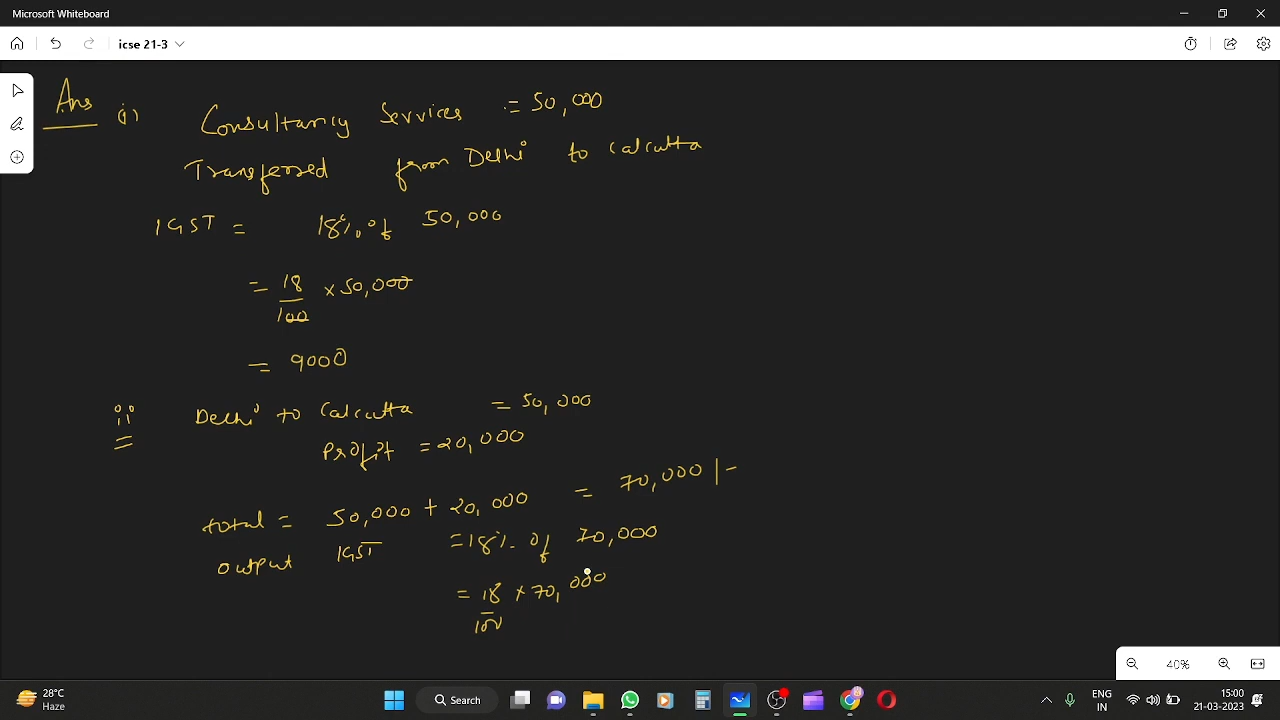 Microsoft Whiteboard
icse 21-3
Ans (i) Consultancy Services = 50,000
Transferred from Delhi to Calcutta
IGST = 18% of 50,000
= 18/100 × 50,000
= 9000
ii Delhi to Calcutta = 50,000
Profit = 20,000
total = 50,000 + 20,000 = 70,000 /-
output IGST = 18% of 70,000
= 18/100 × 70,000
40%
28°C
Haze
Search
ENG
IN
15:00
21-03-2023